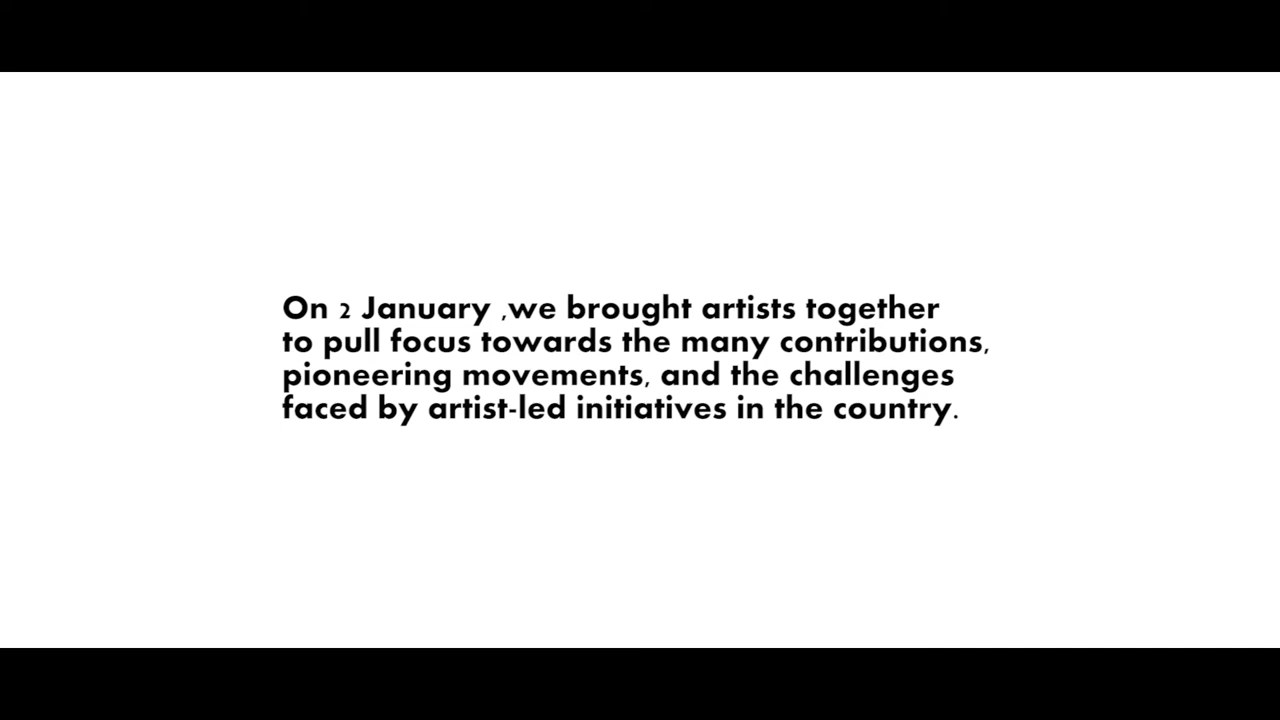 On 2 January ,we brought artists together
to pull focus towards the many contributions,
pioneering movements, and the challenges
faced by artist-led initiatives in the country.